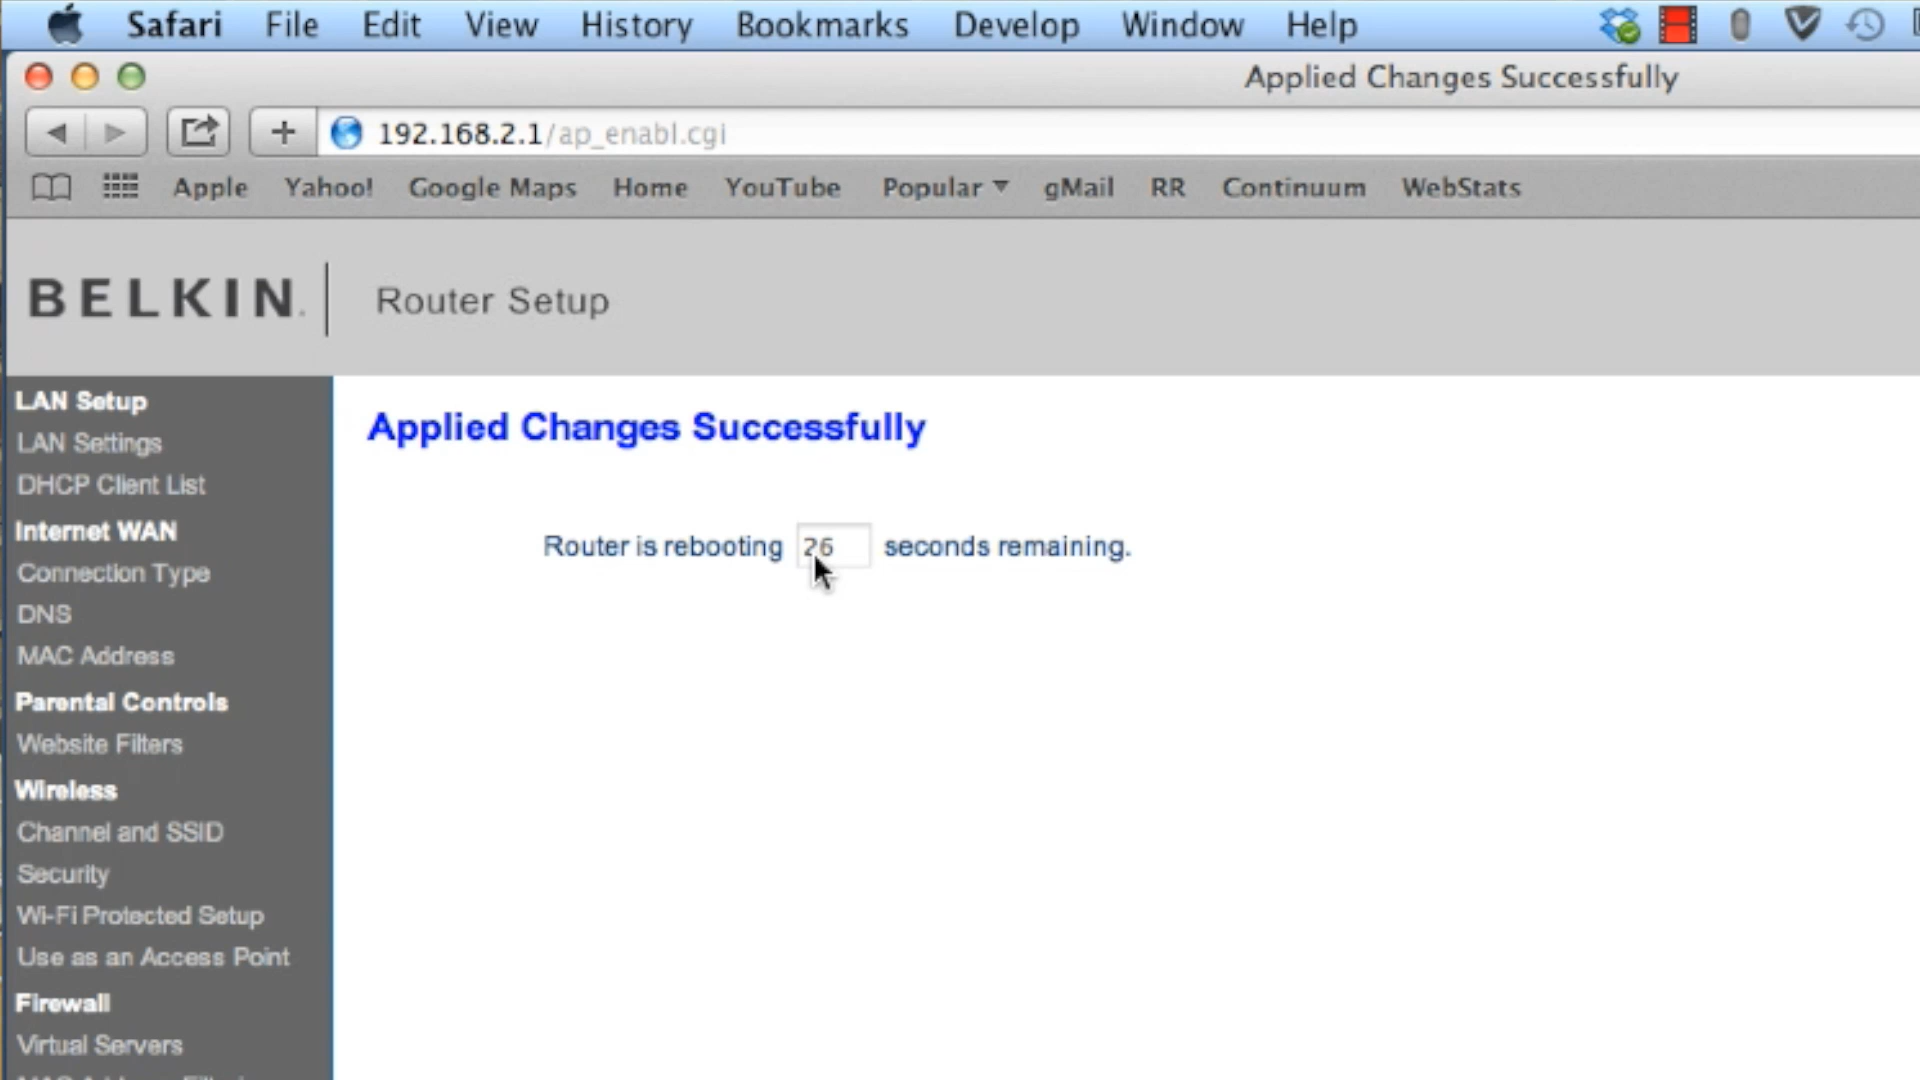 Safari File Edit View History Bookmarks Develop Window Help
Applied Changes Successfully
192.168.2.1/ap_enabl.cgi
Apple Yahoo! Google Maps Home YouTube Popular gMail RR Continuum WebStats
BELKIN. Router Setup
LAN Setup
LAN Settings
DHCP Client List
Internet WAN
Connection Type
DNS
MAC Address
Parental Controls
Website Filters
Wireless
Channel and SSID
Security
Wi-Fi Protected Setup
Use as an Access Point
Firewall
Virtual Servers
Applied Changes Successfully
Router is rebooting 26 seconds remaining.